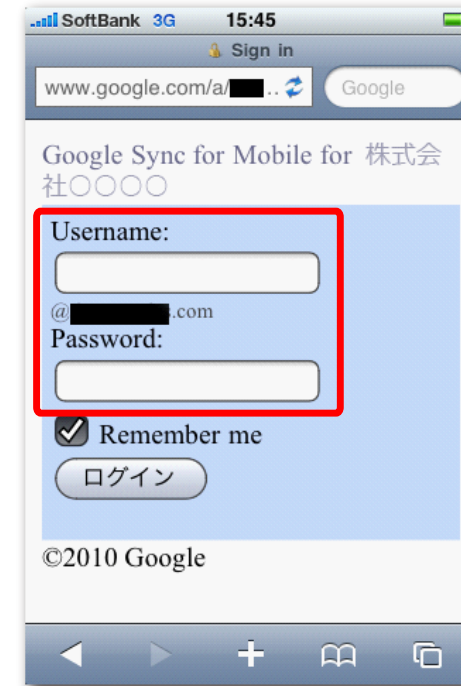 SoftBank 3G 15:45
Sign in
www.google.com/a/ .. Google
Google Sync for Mobile for 株式会
社○○○○
Username:
@ .com
Password:
Remember me
ログイン
©2010 Google